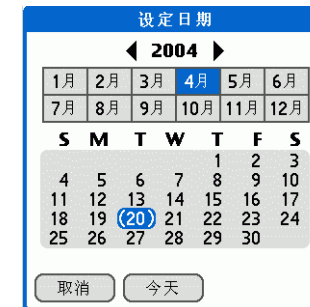 设定日期
2004
1月 2月 3月 4月 5月 6月
7月 8月 9月 10月 11月 12月
S M T W T F S
1 2 3
4 5 6 7 8 9 10
11 12 13 14 15 16 17
18 19 (20) 21 22 23 24
25 26 27 28 29 30
取消 今天